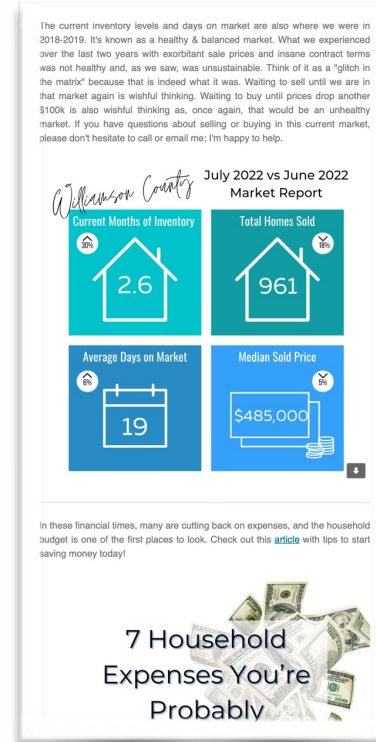 The current inventory levels and days on market are also where we were in
2018-2019. It's known as a healthy & balanced market. What we experienced
over the last two years with exorbitant sale prices and insane contract terms
was not healthy and, as we saw, was unsustainable. Think of it as a "glitch in
the matrix" because that is indeed what it was. Waiting to sell until we are in
that market again is wishful thinking. Waiting to buy until prices drop another
$100k is also wishful thinking as, once again, that would be an unhealthy
market. If you have questions about selling or buying in this current market,
please don't hesitate to call or email me; I'm happy to help.
Williamson County
July 2022 vs June 2022
Market Report
Current Months of Inventory
30%
2.6
Total Homes Sold
18%
961
Average Days on Market
6%
19
Median Sold Price
5%
$485,000
In these financial times, many are cutting back on expenses, and the household
budget is one of the first places to look. Check out this article with tips to start
saving money today!
7 Household
Expenses You're
Probably